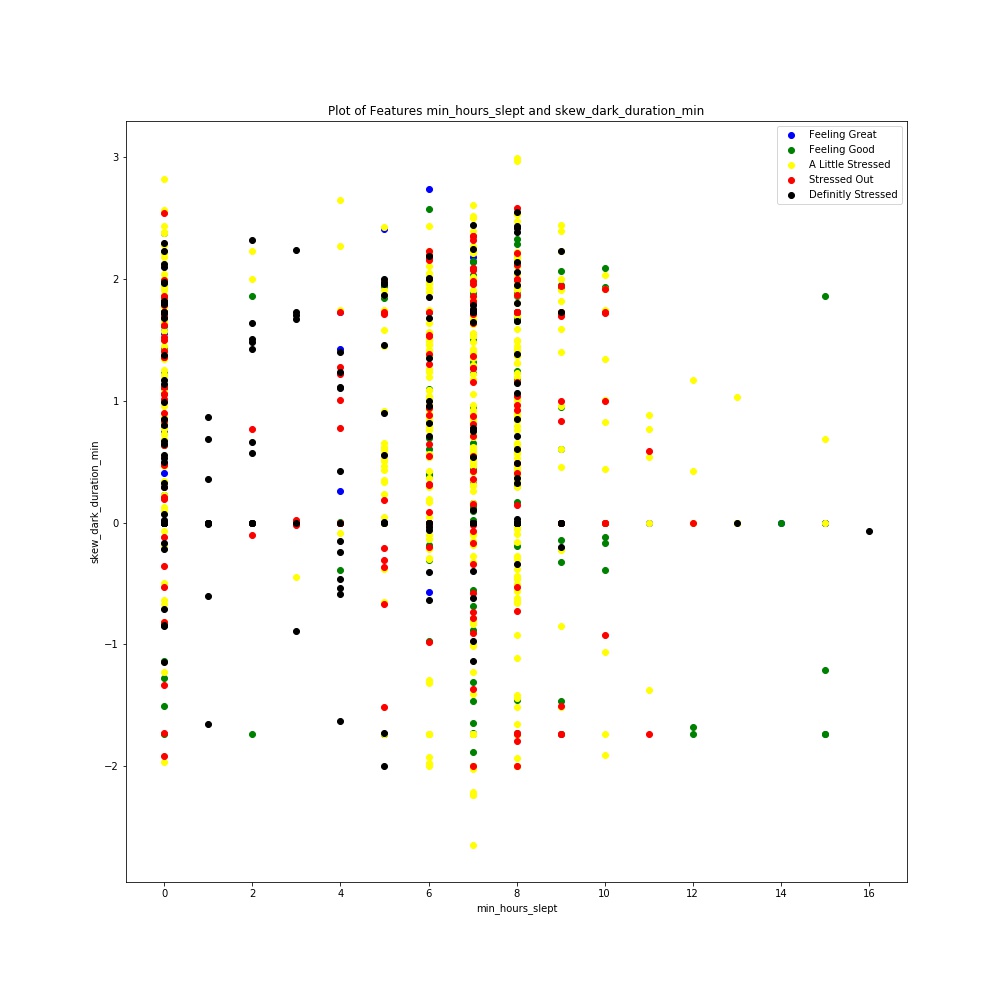 Plot of Features min_hours_slept and skew_dark_duration_min
Feeling Great
Feeling Good
A Little Stressed
Stressed Out
Definitly Stressed
3
2
1
0
−1
−2
skew_dark_duration_min
0 2 4 6 8 10 12 14 16
min_hours_slept